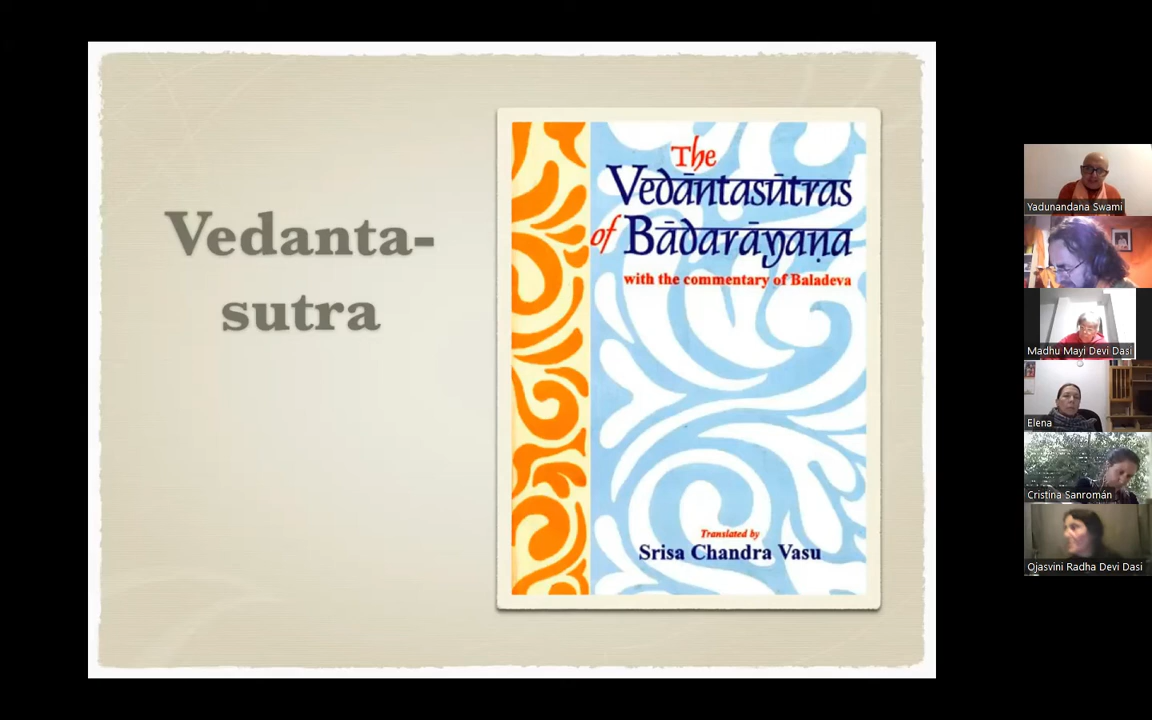 Vedanta-
sutra
The
Vedāntasūtras
of Bādarāyaṇa
with the commentary of Baladeva
Translated by
Srisa Chandra Vasu
Yadunandana Swami
Madhu Mayi Devi Dasi
Elena
Cristina Sanromán
Ojasvini Radha Devi Dasi